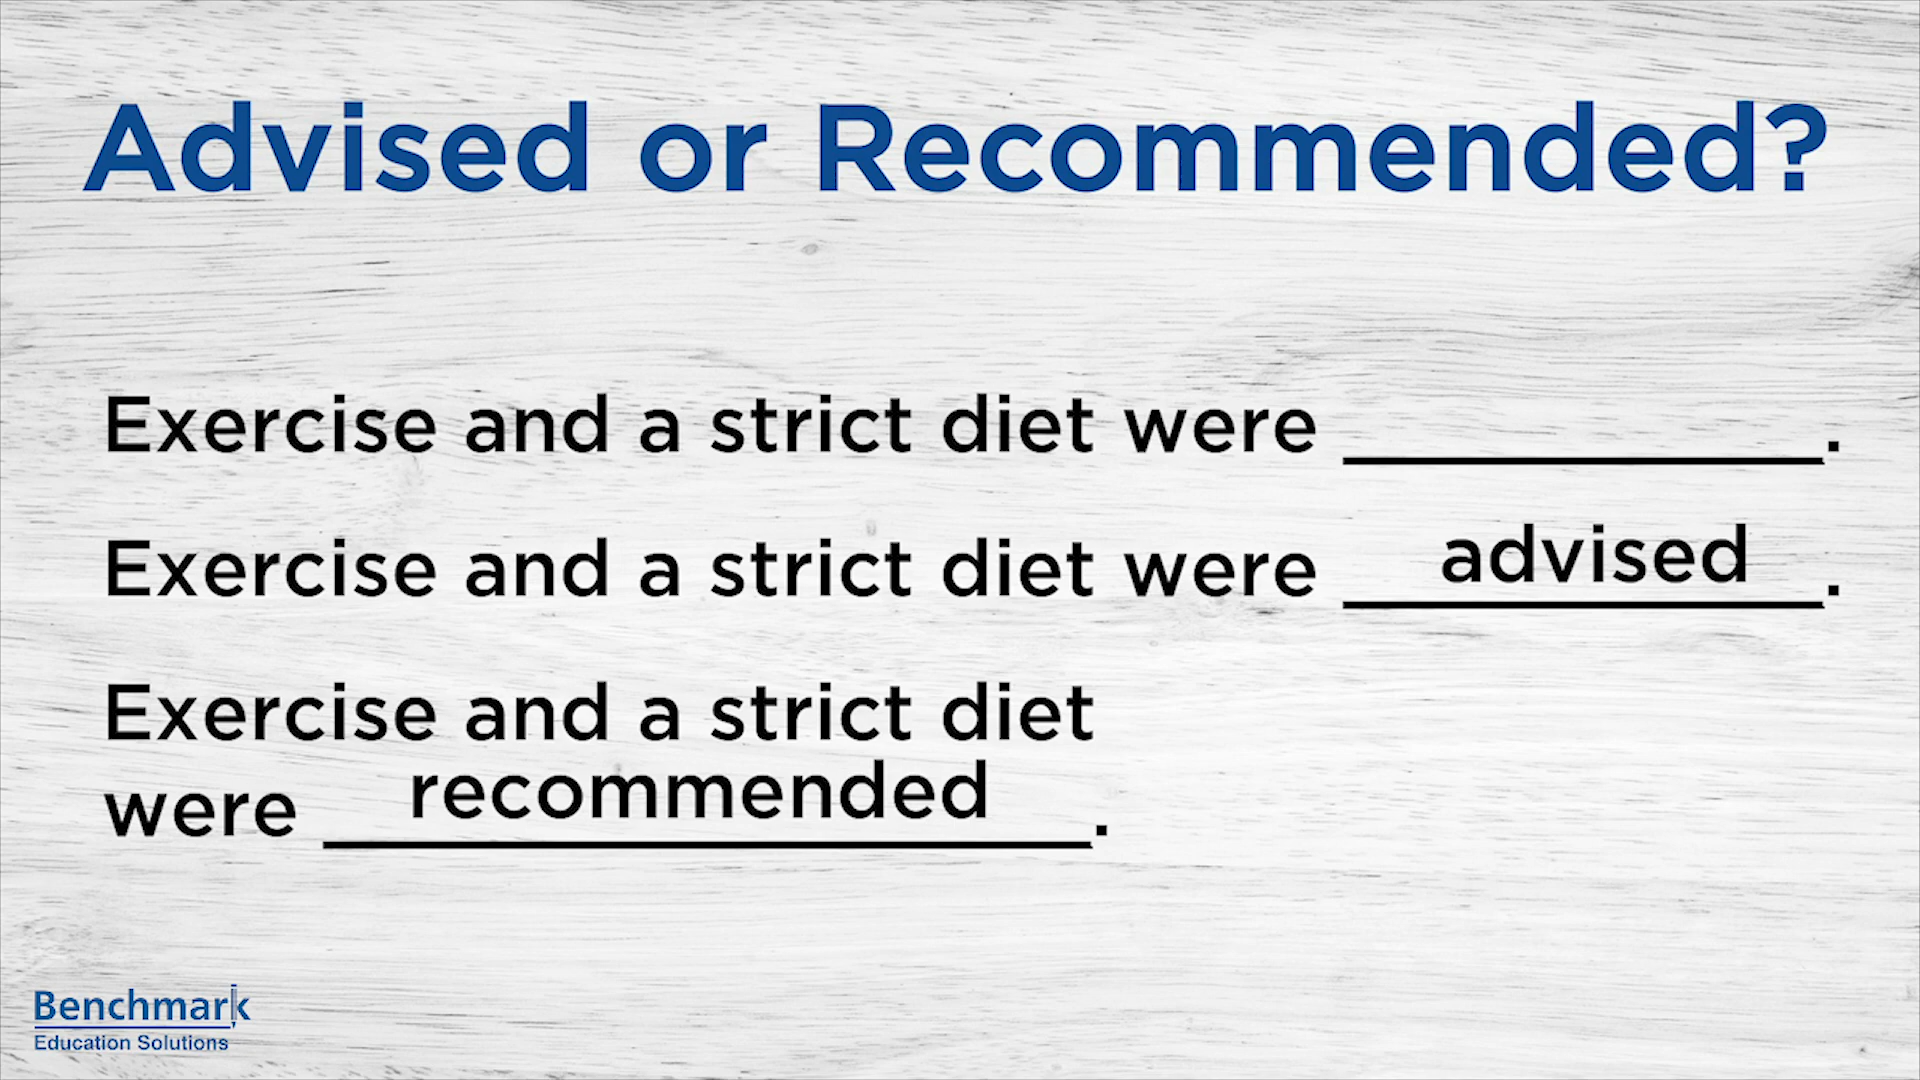 Advised or Recommended?
Exercise and a strict diet were ____________.
Exercise and a strict diet were advised.
Exercise and a strict diet
were recommended.
Benchmark
Education Solutions